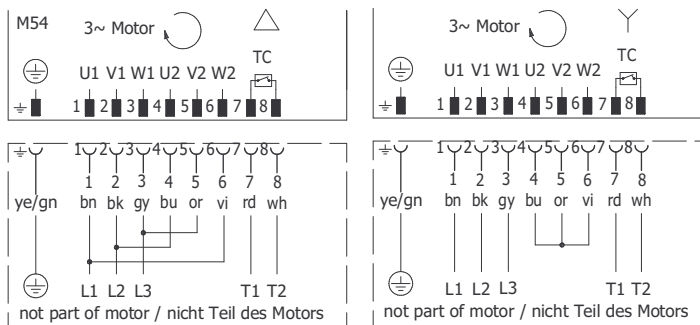 M54
3~ Motor
TC
U1 V1 W1 U2 V2 W2
1 2 3 4 5 6 7 8
1 2 3 4 5 6 7 8
1 2 3 4 5 6 7 8
ye/gn bn bk gy bu or vi rd wh
L1 L2 L3 T1 T2
not part of motor / nicht Teil des Motors
3~ Motor
TC
U1 V1 W1 U2 V2 W2
1 2 3 4 5 6 7 8
1 2 3 4 5 6 7 8
1 2 3 4 5 6 7 8
ye/gn bn bk gy bu or vi rd wh
L1 L2 L3 T1 T2
not part of motor / nicht Teil des Motors